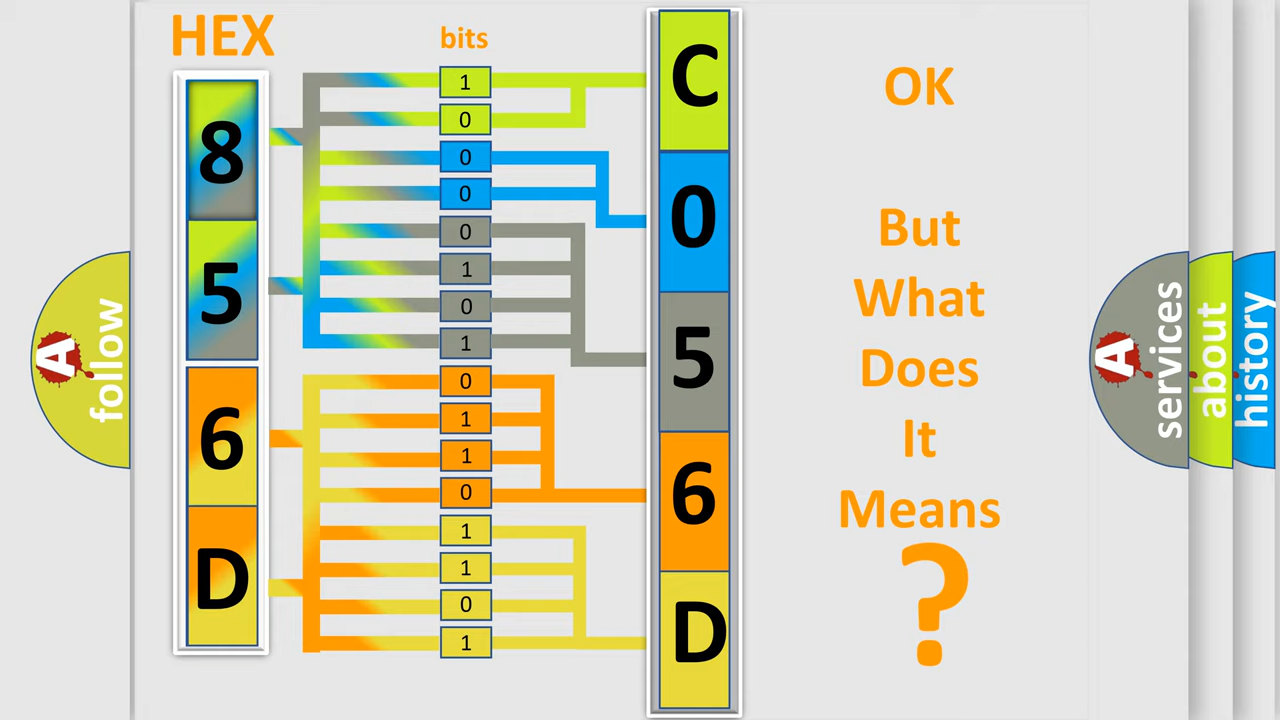 HEX
bits
8
5
6
D
1
0
0
0
0
1
0
1
0
1
1
0
1
1
0
1
C
0
5
6
D
OK
But
What
Does
It
Means
?
A
follow
A
services
about
history